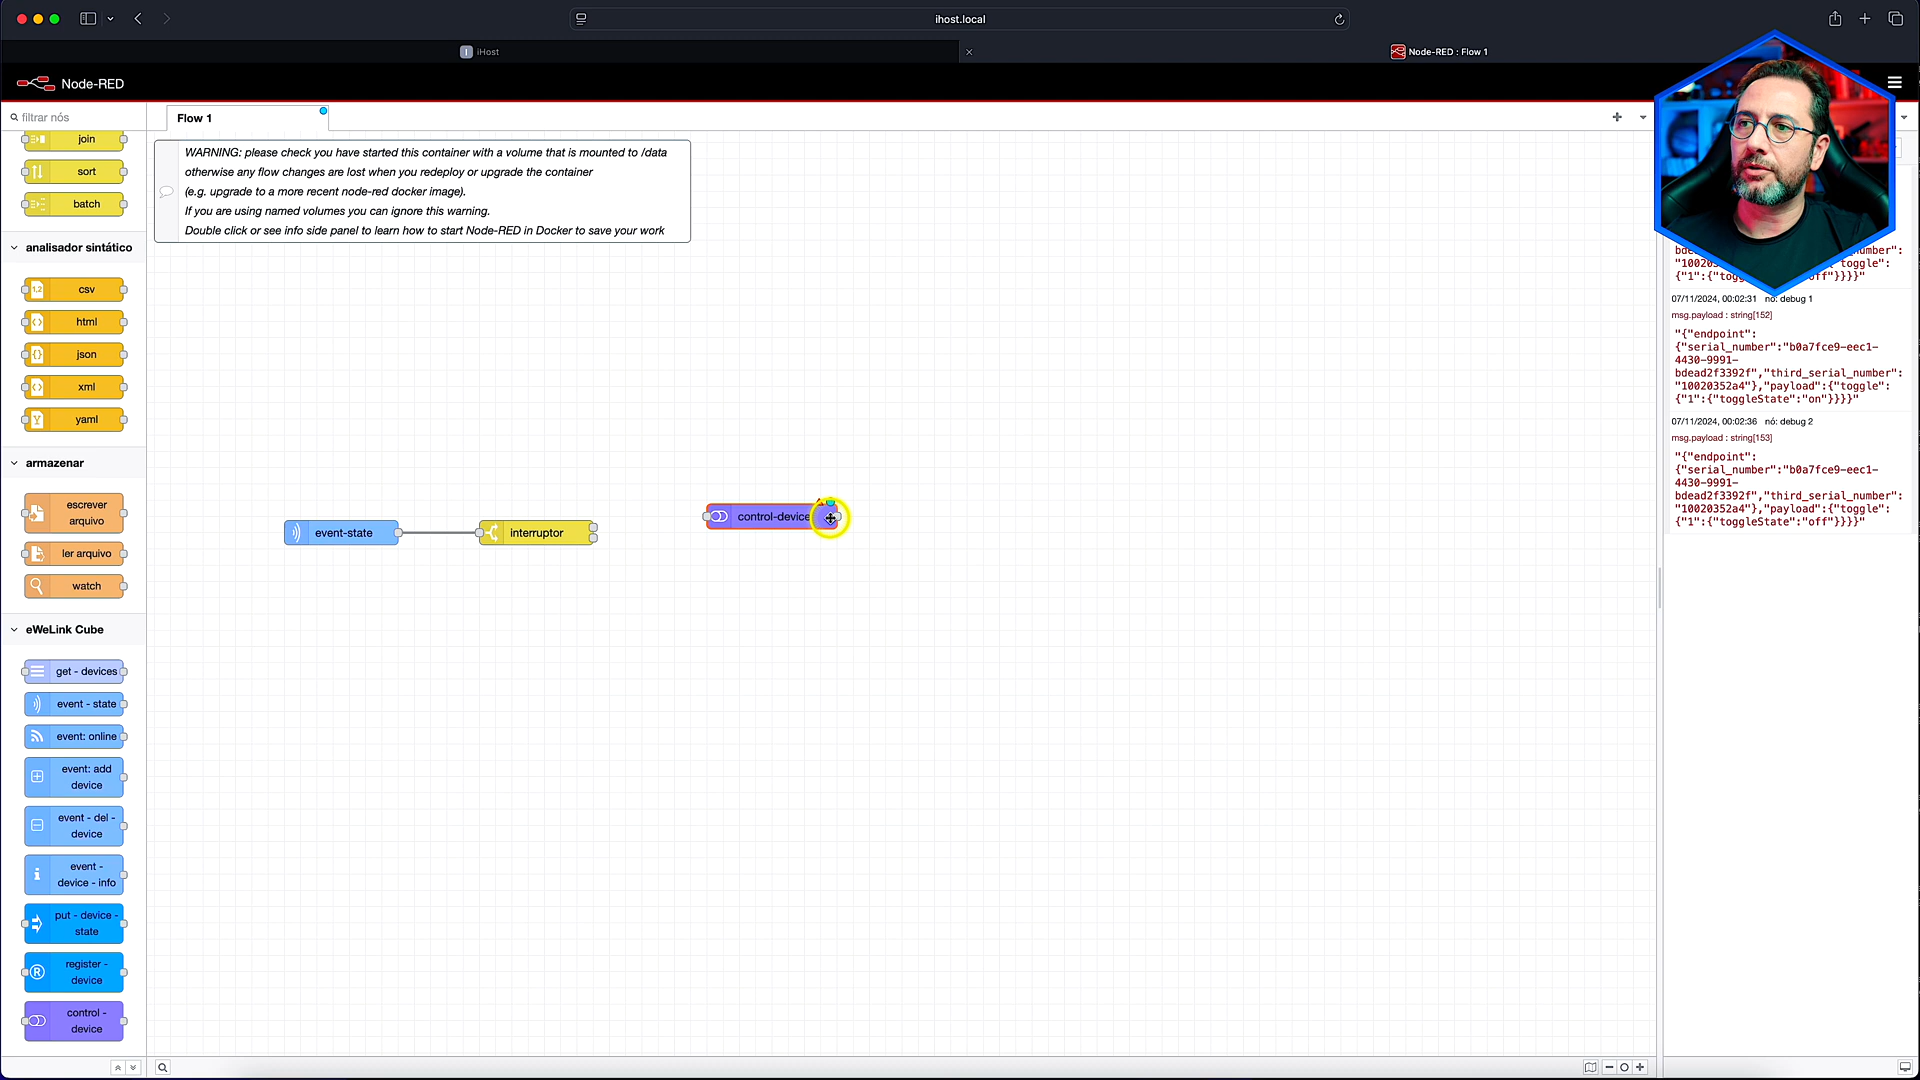 ihost.local
I iHost
Node-RED : Flow 1
Node-RED
filtrar nós
Flow 1
join
sort
batch
analisador sintático
csv
html
json
xml
yaml
armazenar
escrever
arquivo
ler arquivo
watch
eWeLink Cube
get - devices
event - state
event: online
event: add
device
event - del -
device
event -
device - info
put - device -
state
register -
device
control -
device
WARNING: please check you have started this container with a volume that is mounted to /data
otherwise any flow changes are lost when you redeploy or upgrade the container
(e.g. upgrade to a more recent node-red docker image).
If you are using named volumes you can ignore this warning.
Double click or see info side panel to learn how to start Node-RED in Docker to save your work
event-state
interruptor
control-device
07/11/2024, 00:02:31 nó: debug 1
msg.payload : string[152]
"{"endpoint":
{"serial_number":"b0a7fce9-eec1-
4430-9991-
bdead2f3392f","third_serial_number":
"10020352a4"},"payload":{"toggle":
{"1":{"toggleState":"on"}}}}"
07/11/2024, 00:02:36 nó: debug 2
msg.payload : string[153]
"{"endpoint":
{"serial_number":"b0a7fce9-eec1-
4430-9991-
bdead2f3392f","third_serial_number":
"10020352a4"},"payload":{"toggle":
{"1":{"toggleState":"off"}}}}"